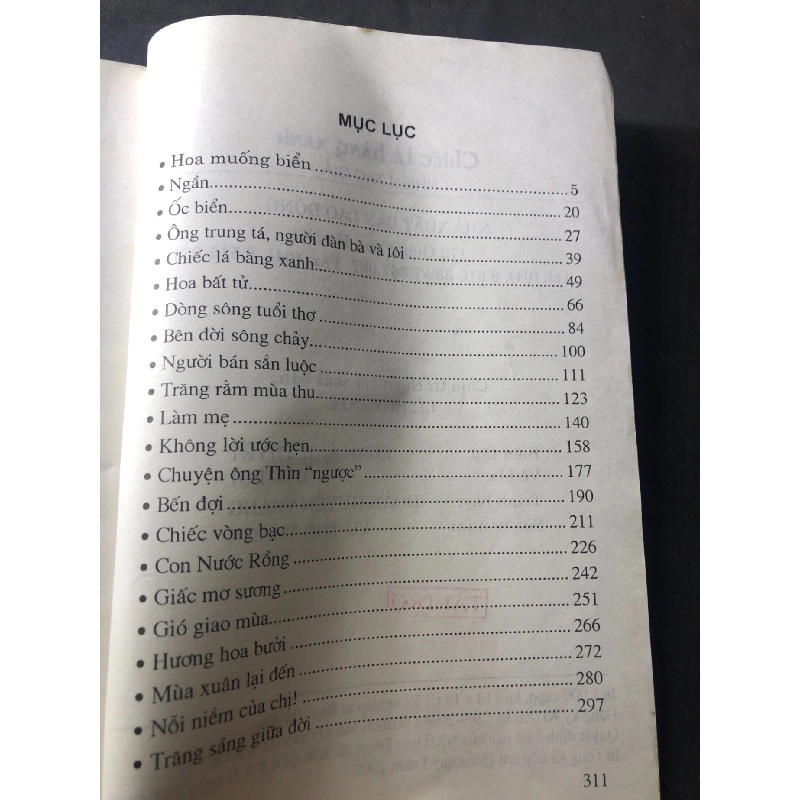 MỤC LỤC
• Hoa muống biển ........ 5
• Ngần ........ 20
• Ốc biển ........ 27
• Ông trung tá, người đàn bà và tôi ........ 39
• Chiếc lá bàng xanh ........ 49
• Hoa bất tử ........ 66
• Dòng sông tuổi thơ ........ 84
• Bên đời sông chảy ........ 100
• Người bán sắn luộc ........ 111
• Trăng rằm mùa thu ........ 123
• Làm mẹ ........ 140
• Không lời ước hẹn ........ 158
• Chuyện ông Thìn “ngược” ........ 177
• Bến đợi ........ 190
• Chiếc vòng bạc ........ 211
• Con Nước Rồng ........ 226
• Giấc mơ sương ........ 242
• Gió giao mùa ........ 251
• Hương hoa bưởi ........ 266
• Mùa xuân lại đến ........ 272
• Nỗi niềm của chị! ........ 280
• Trăng sáng giữa đời ........ 297
311